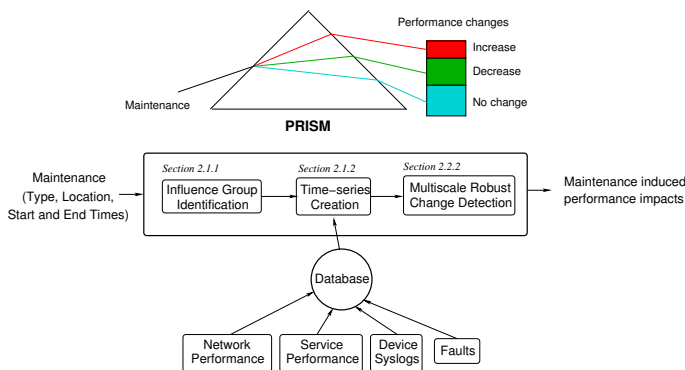 Performance changes
Increase
Decrease
No change
Maintenance
PRISM
Section 2.1.1
Section 2.1.2
Section 2.2.2
Maintenance
(Type, Location,
Start and End Times)
Influence Group
Identification
Time-series
Creation
Multiscale Robust
Change Detection
Maintenance induced
performance impacts
Database
Network
Performance
Service
Performance
Device
Syslogs
Faults